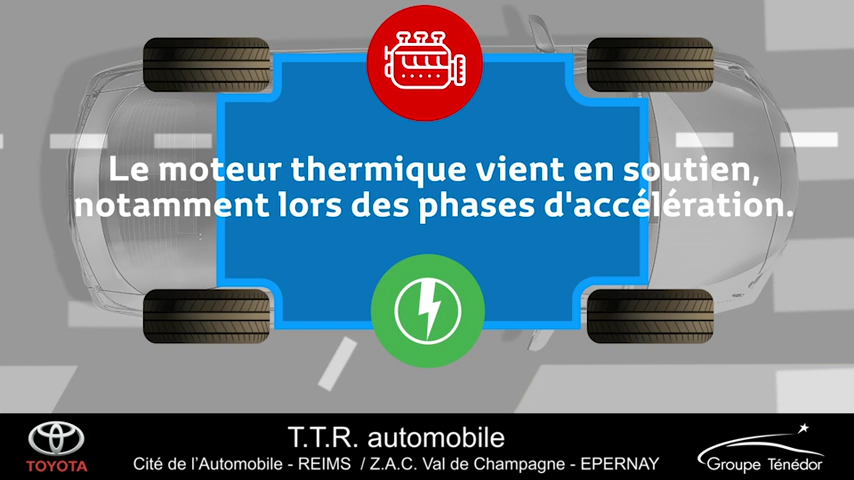 Le moteur thermique vient en soutien,
notamment lors des phases d'accélération.
T.T.R. automobile
Cité de l'Automobile - REIMS / Z.A.C. Val de Champagne - EPERNAY
TOYOTA
Groupe Ténédor